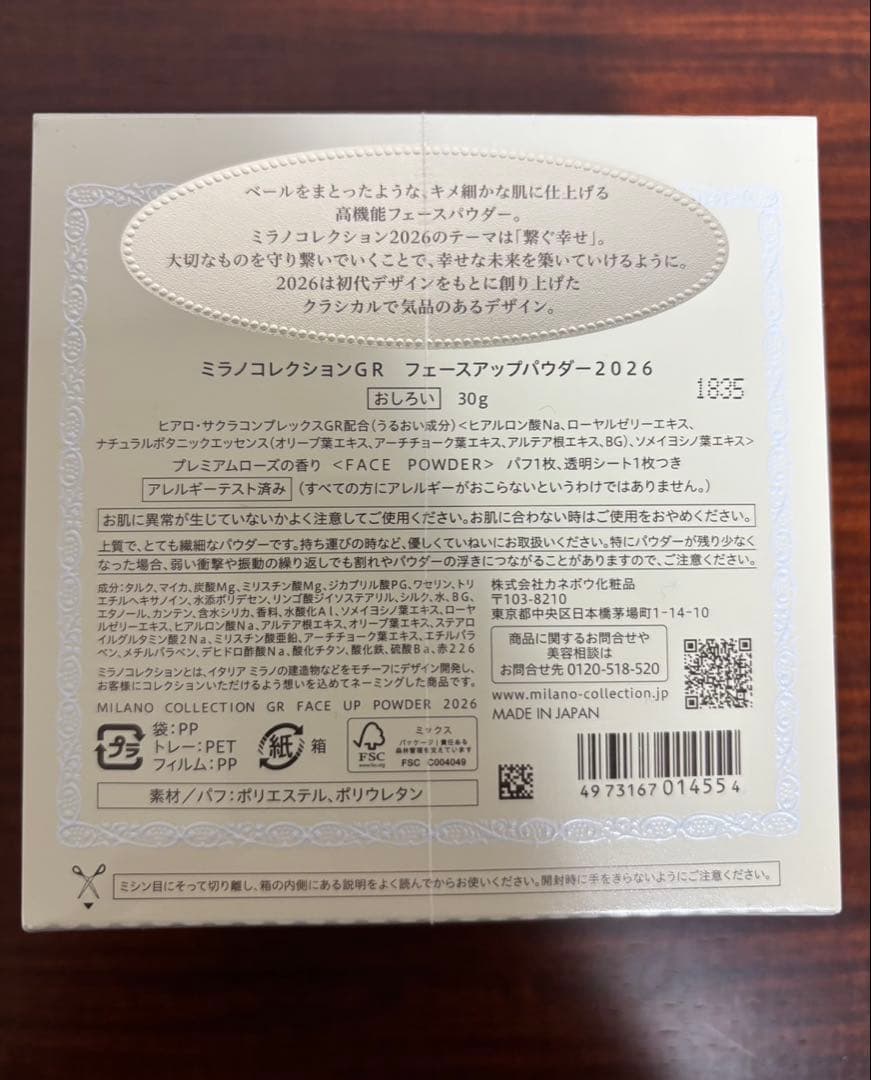 ベールをまとったような、キメ細かな肌に仕上げる
高機能フェースパウダー。
ミラノコレクション2026のテーマは「繋ぐ幸せ」。
大切なものを守り繋いでいくことで、幸せな未来を築いていけるように。
2026は初代デザインをもとに創り上げた
クラシカルで気品のあるデザイン。
ミラノコレクションGR フェースアップパウダー2026
1835
おしろい 30g
ヒアロ・サクラコンプレックスGR配合(うるおい成分)<ヒアルロン酸Na、ローヤルゼリーエキス、
ナチュラルボタニックエッセンス(オリーブ葉エキス、アーチチョーク葉エキス、アルテア根エキス、BG)、ソメイヨシノ葉エキス>
プレミアムローズの香り <FACE POWDER> パフ1枚、透明シート1枚つき
アレルギーテスト済み (すべての方にアレルギーがおこらないというわけではありません。)
お肌に異常が生じていないかよく注意してご使用ください。お肌に合わない時はご使用をおやめください。
上質で、とても繊細なパウダーです。持ち運びの時など、優しくていねいにお取扱いください。特にパウダーが残り少なく
なった場合、弱い衝撃や振動の繰り返しでも割れやパウダーの浮きにつながることがありますので、ご注意ください。
成分:タルク、マイカ、炭酸Mg、ミリスチン酸Mg、ジカプリル酸PG、ワセリン、トリ
エチルヘキサノイン、水添ポリデセン、リンゴ酸ジイソステアリル、シルク、水、BG、
エタノール、カンテン、含水シリカ、香料、水酸化Al、ソメイヨシノ葉エキス、ローヤ
ルゼリーエキス、ヒアルロン酸Na、アルテア根エキス、オリーブ葉エキス、ステアロ
イルグルタミン酸2Na、ミリスチン酸亜鉛、アーチチョーク葉エキス、エチルパラ
ベン、メチルパラベン、デヒドロ酢酸Na、酸化チタン、酸化鉄、硫酸Ba、赤226
ミラノコレクションとは、イタリア ミラノの建造物などをモチーフにデザイン開発し、
お客様にコレクションいただけるよう想いを込めてネーミングした商品です。
MILANO COLLECTION GR FACE UP POWDER 2026
株式会社カネボウ化粧品
〒103-8210
東京都中央区日本橋茅場町1-14-10
商品に関するお問合せや
美容相談は
お問合せ先 0120-518-520
www.milano-collection.jp
MADE IN JAPAN
プラ
袋:PP
トレー:PET
フィルム:PP
紙 箱
FSC
www.fsc.org
ミックス
パッケージ|責任ある
森林管理を支えています
FSC C004049
素材/パフ:ポリエステル、ポリウレタン
4973167014554
ミシン目にそって切り離し、箱の内側にある説明をよく読んでからお使いください。開封時に手をきらないようにご注意ください。